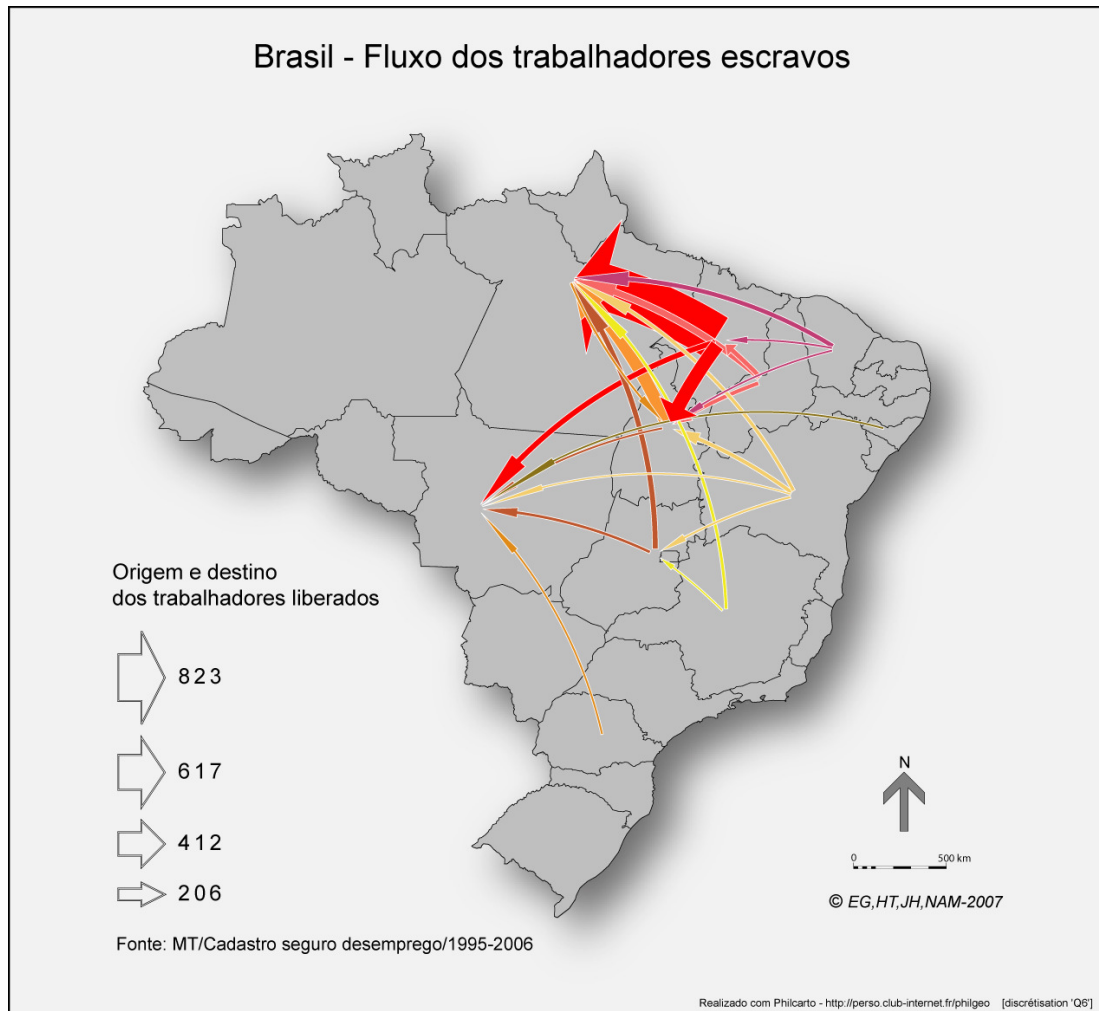 Brasil - Fluxo dos trabalhadores escravos
Origem e destino
dos trabalhadores liberados
823
617
412
206
N
0 500 km
© EG,HT,JH,NAM-2007
Fonte: MT/Cadastro seguro desemprego/1995-2006
Realizado com Philcarto - http://perso.club-internet.fr/philgeo [discrétisation 'Q6']